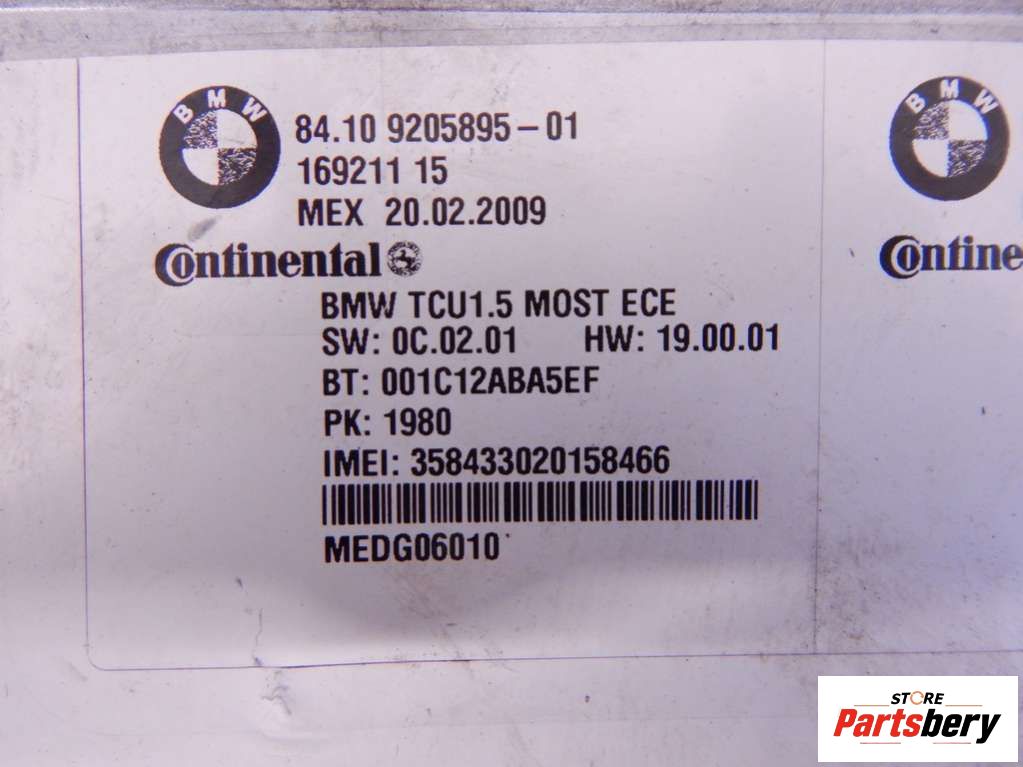 BMW
84.10 9205895-01
169211 15
MEX 20.02.2009
Continental
BMW TCU1.5 MOST ECE
SW: 0C.02.01 HW: 19.00.01
BT: 001C12ABA5EF
PK: 1980
IMEI: 358433020158466
MEDG06010
BMW
Continne
STORE
Partsbery